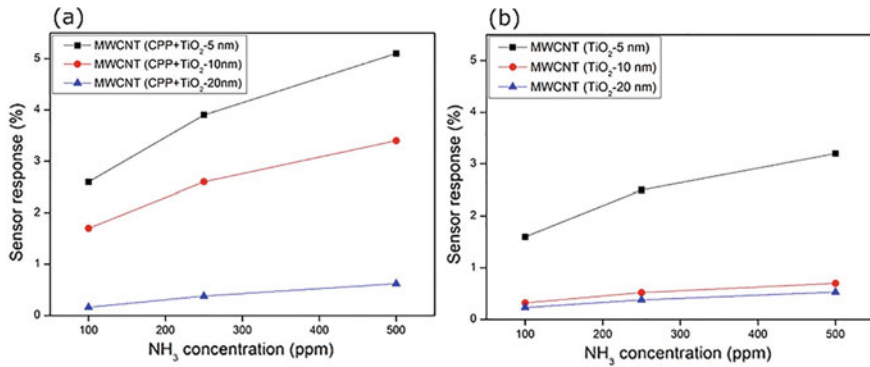 (a)
MWCNT (CPP+TiO₂-5 nm)
MWCNT (CPP+TiO₂-10nm)
MWCNT (CPP+TiO₂-20nm)
Sensor response (%)
5
4
3
2
1
0
100 200 300 400 500
NH₃ concentration (ppm)
(b)
MWCNT (TiO₂-5 nm)
MWCNT (TiO₂-10 nm)
MWCNT (TiO₂-20 nm)
Sensor response (%)
5
4
3
2
1
0
100 200 300 400 500
NH₃ concentration (ppm)